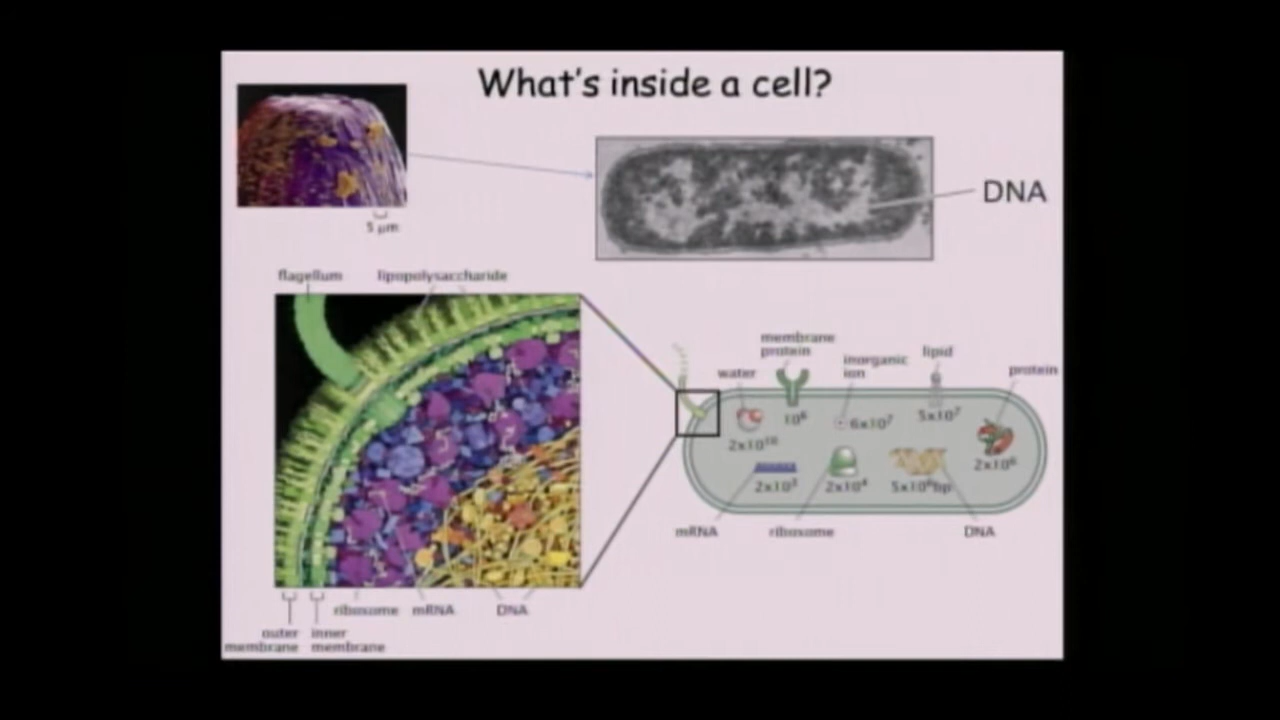 What's inside a cell?
DNA
5 μm
flagellum
lipopolysaccharide
membrane
protein
water
inorganic
ion
lipid
protein
10⁶
6x10⁷
5x10⁷
2x10¹⁰
2x10⁶
2x10³
2x10⁴
5x10⁶bp
mRNA
ribosome
DNA
ribosome
mRNA
DNA
outer
membrane
inner
membrane